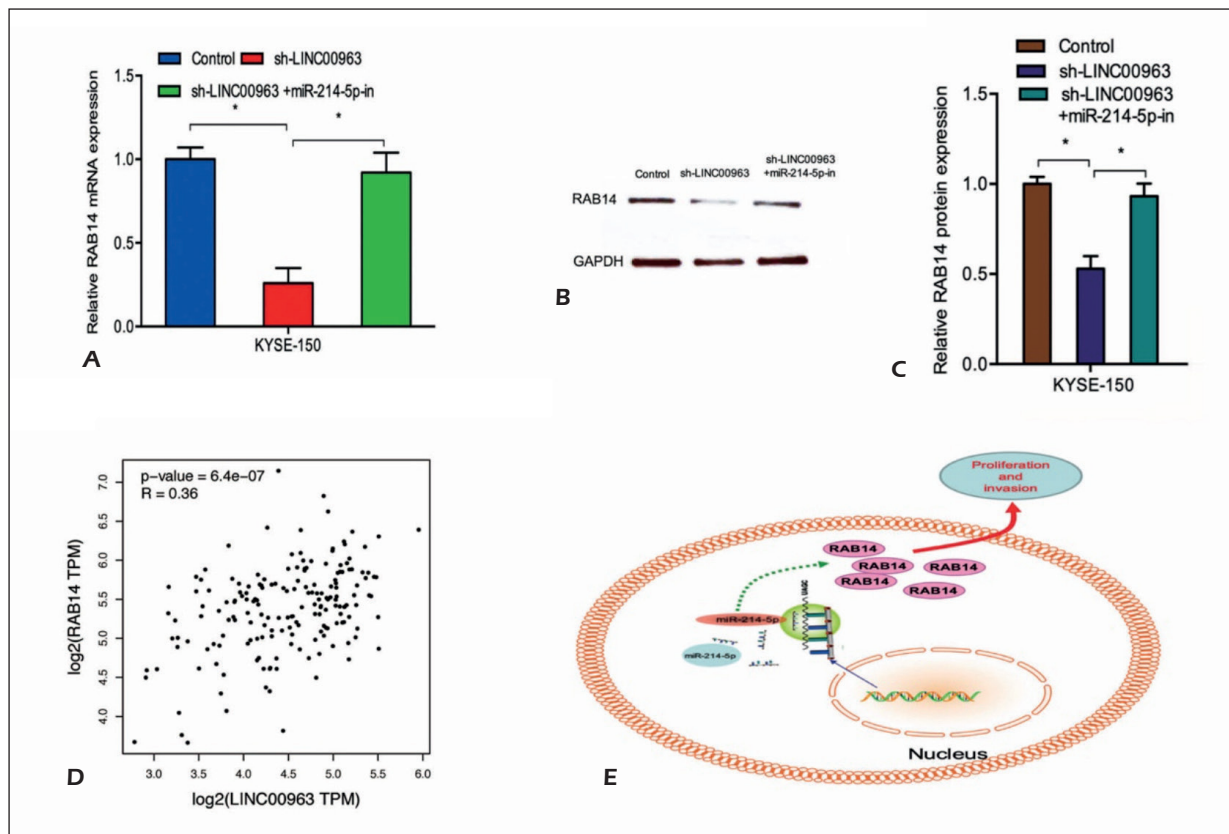 Control sh-LINC00963
sh-LINC00963 +miR-214-5p-in
Relative RAB14 mRNA expression
1.5
1.0
0.5
0.0
*
*
KYSE-150
A
Control
sh-LINC00963
sh-LINC00963
+miR-214-5p-in
RAB14
GAPDH
B
Control
sh-LINC00963
sh-LINC00963
+miR-214-5p-in
Relative RAB14 protein expression
1.5
1.0
0.5
0.0
*
*
KYSE-150
C
p-value = 6.4e-07
R = 0.36
log2(RAB14 TPM)
7.0
6.5
6.0
5.5
5.0
4.5
4.0
3.0 3.5 4.0 4.5 5.0 5.5 6.0
log2(LINC00963 TPM)
D
Proliferation
and
invasion
RAB14
RAB14
RAB14
RAB14
RAB14
miR-214-5p
miR-214-5p
Nucleus
E